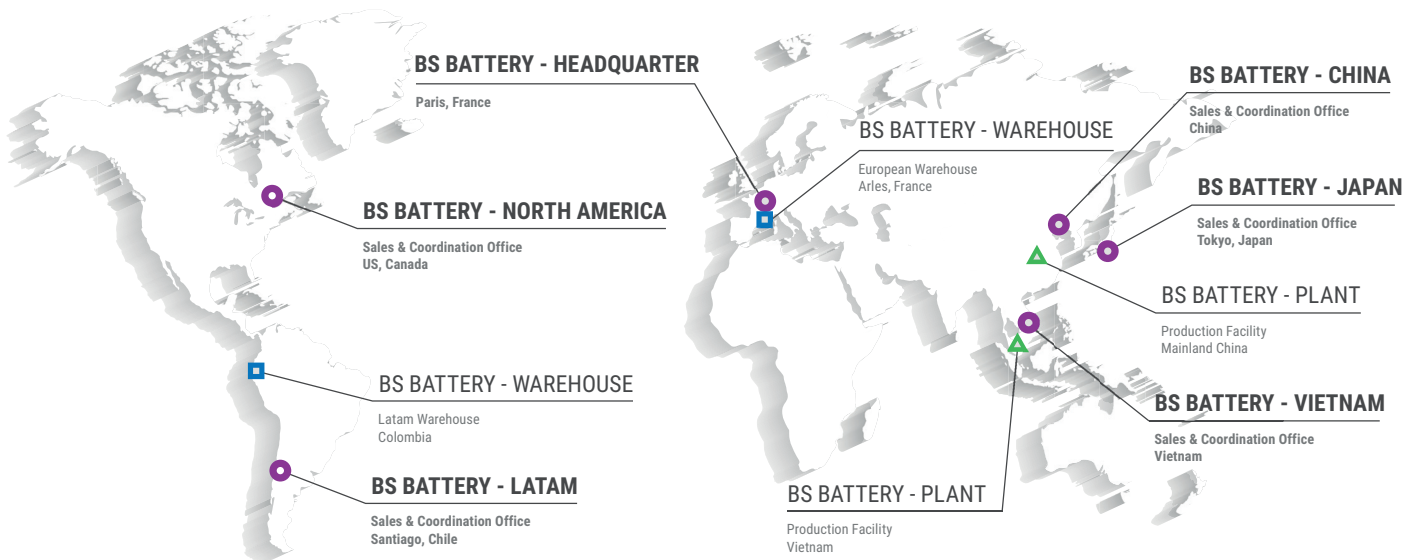 BS BATTERY - HEADQUARTER
Paris, France
BS BATTERY - CHINA
Sales & Coordination Office
China
BS BATTERY - WAREHOUSE
European Warehouse
Arles, France
BS BATTERY - JAPAN
Sales & Coordination Office
Tokyo, Japan
BS BATTERY - NORTH AMERICA
Sales & Coordination Office
US, Canada
BS BATTERY - PLANT
Production Facility
Mainland China
BS BATTERY - WAREHOUSE
Latam Warehouse
Colombia
BS BATTERY - VIETNAM
Sales & Coordination Office
Vietnam
BS BATTERY - LATAM
Sales & Coordination Office
Santiago, Chile
BS BATTERY - PLANT
Production Facility
Vietnam